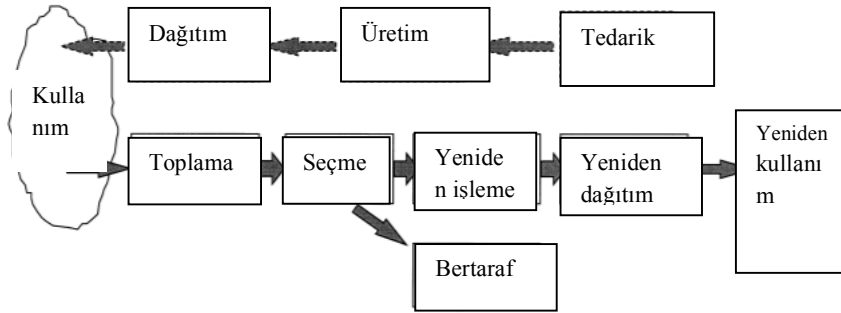 Dağıtım
Üretim
Tedarik
Kulla
nım
Toplama
Seçme
Yenide
n işleme
Yeniden
dağıtım
Yeniden
kullanı
m
Bertaraf